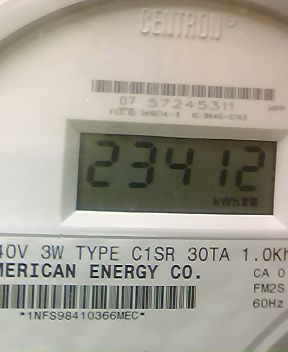 CENTRON
07 57245311
23412
kWh
40V 3W TYPE C1SR 30TA 1.0Kh
MERICAN ENERGY CO.
CA 0
FM2S
60Hz
*1NFS98410366MEC*